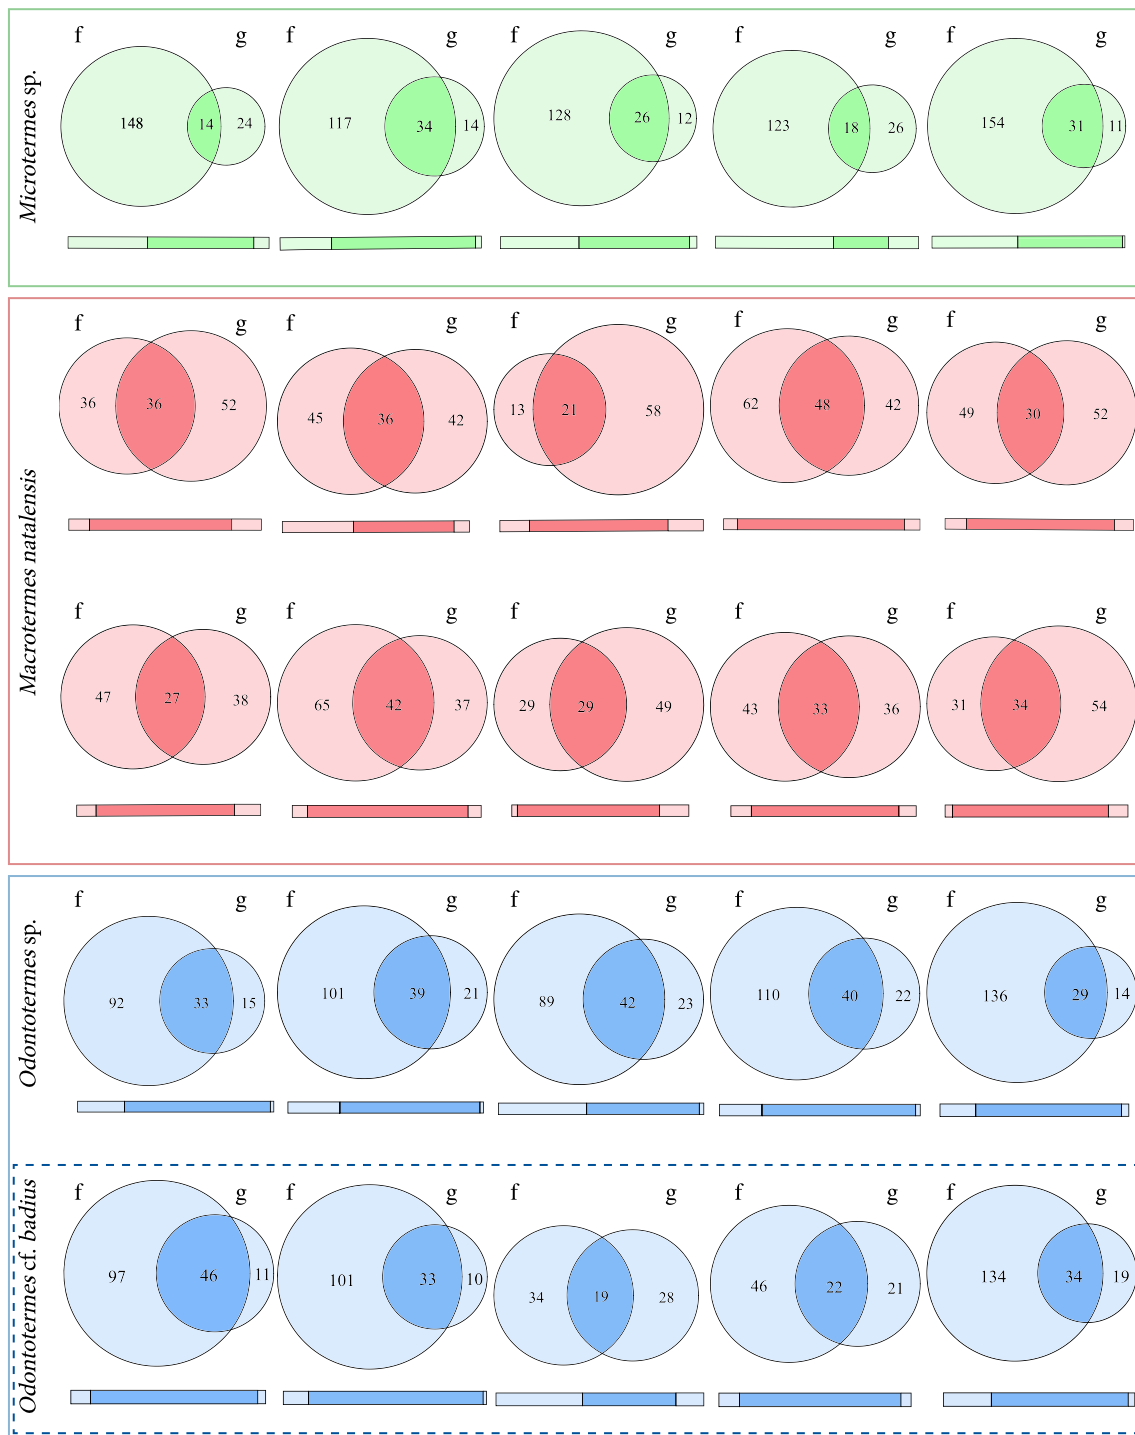 Microtermes sp.
f g f g f g f g f g
148 14 24 117 34 14 128 26 12 123 18 26 154 31 11
Macrotermes natalensis
f g f g f g f g f g
36 36 52 45 36 42 13 21 58 62 48 42 49 30 52
f g f g f g f g f g
47 27 38 65 42 37 29 29 49 43 33 36 31 34 54
Odontotermes sp.
f g f g f g f g f g
92 33 15 101 39 21 89 42 23 110 40 22 136 29 14
Odontotermes cf. badius
f g f g f g f g f g
97 46 11 101 33 10 34 19 28 46 22 21 134 34 19